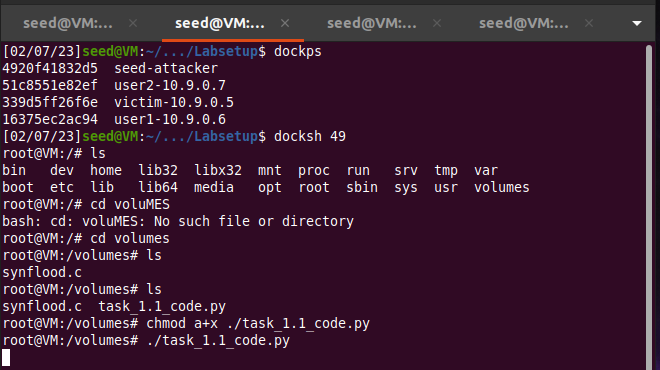 seed@VM:... × seed@VM:... × seed@VM:... × seed@VM:... ×
[02/07/23]seed@VM:~/.../Labsetup$ dockps
4920f41832d5  seed-attacker
51c8551e82ef  user2-10.9.0.7
339d5ff26f6e  victim-10.9.0.5
16375ec2ac94  user1-10.9.0.6
[02/07/23]seed@VM:~/.../Labsetup$ docksh 49
root@VM:/# ls
bin   dev  home  lib32  libx32  mnt  proc  run   srv  tmp  var
boot  etc  lib   lib64  media   opt  root  sbin  sys  usr  volumes
root@VM:/# cd voluMES
bash: cd: voluMES: No such file or directory
root@VM:/# cd volumes
root@VM:/volumes# ls
synflood.c
root@VM:/volumes# ls
synflood.c  task_1.1_code.py
root@VM:/volumes# chmod a+x ./task_1.1_code.py
root@VM:/volumes# ./task_1.1_code.py